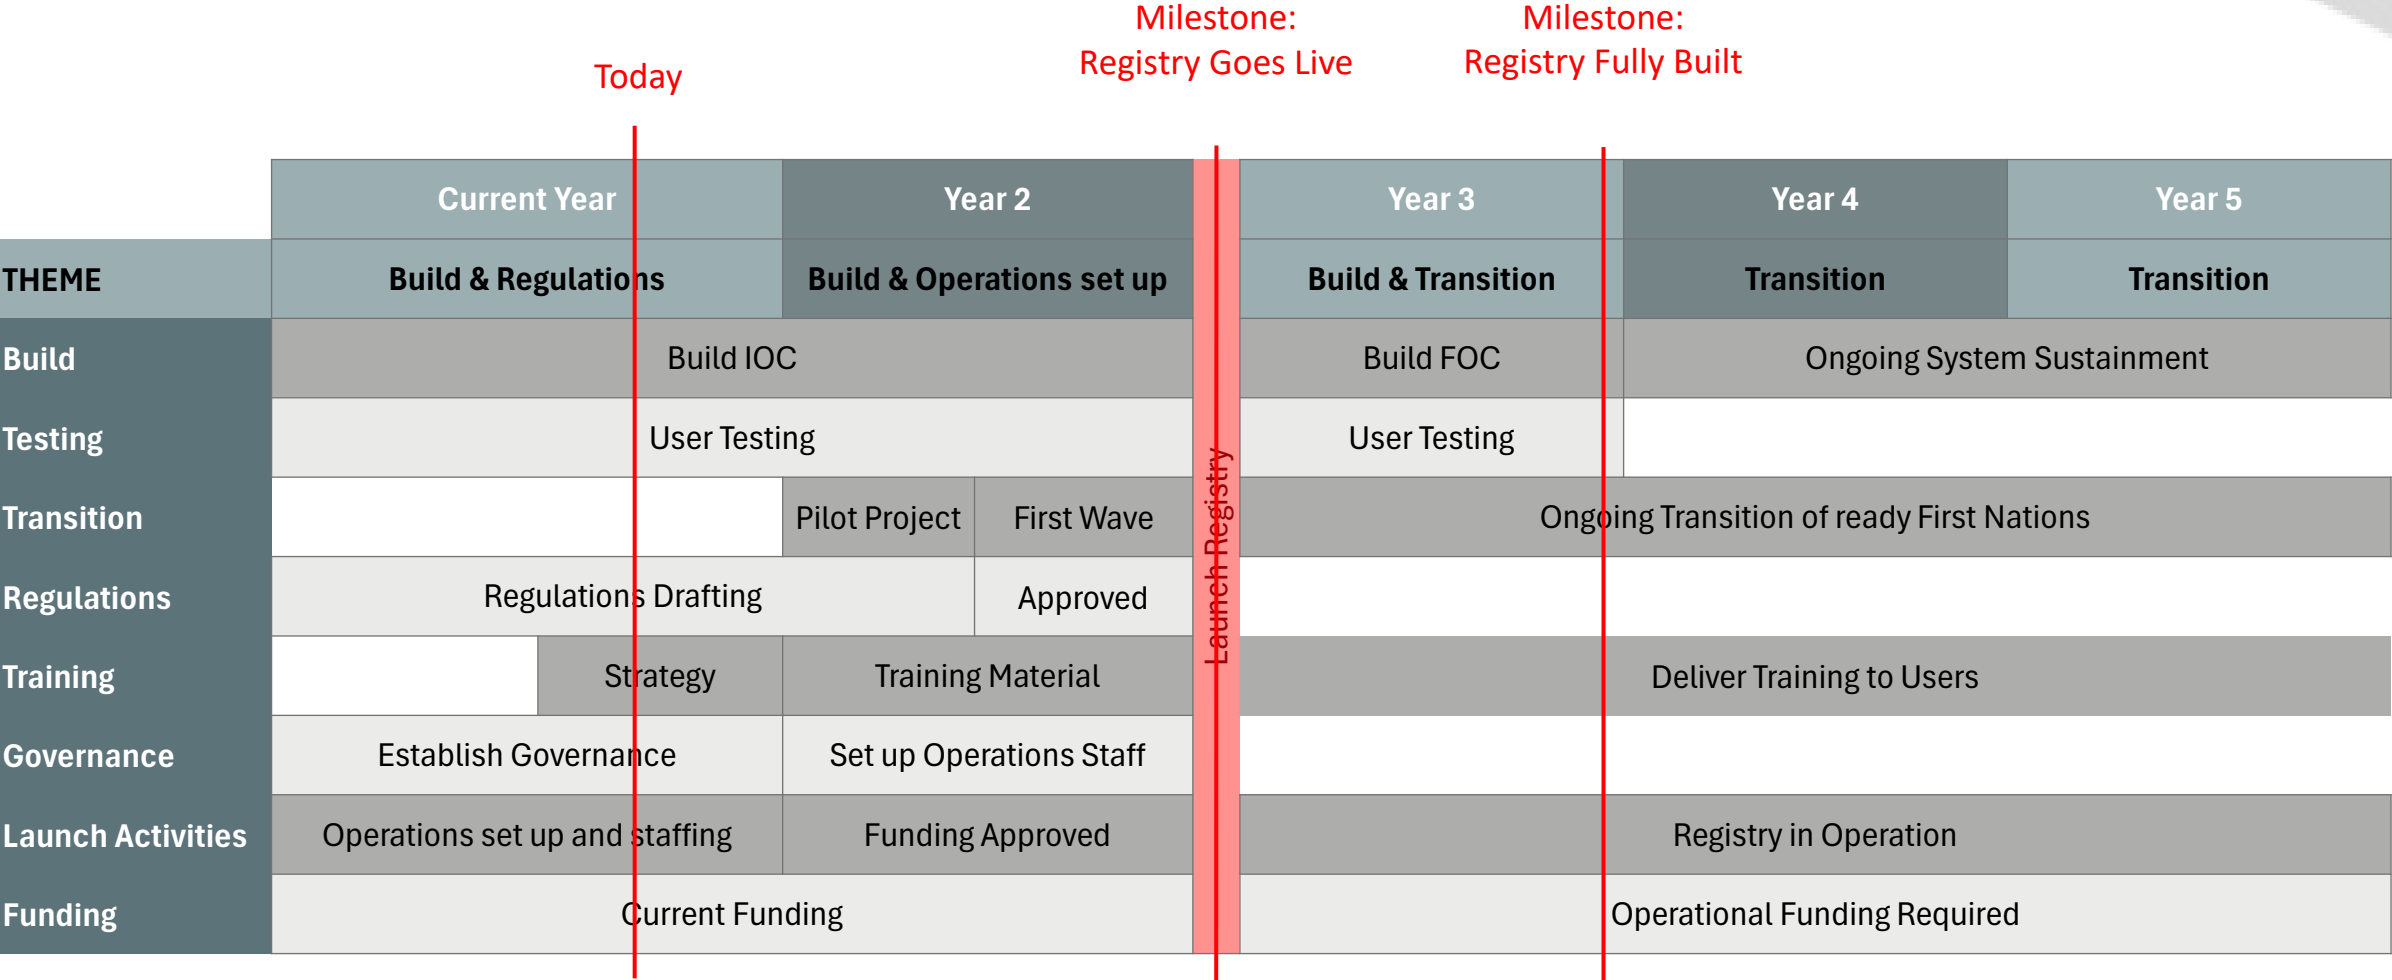 Milestone:
Registry Goes Live
Milestone:
Registry Fully Built
Today
Current Year
Year 2
Year 3
Year 4
Year 5
THEME
Build & Regulations
Build & Operations set up
Build & Transition
Transition
Transition
Build
Build IOC
Build FOC
Ongoing System Sustainment
Testing
User Testing
User Testing
Transition
Pilot Project
First Wave
Ongoing Transition of ready First Nations
Launch Registry
Regulations
Regulations Drafting
Approved
Training
Strategy
Training Material
Deliver Training to Users
Governance
Establish Governance
Set up Operations Staff
Launch Activities
Operations set up and staffing
Funding Approved
Registry in Operation
Funding
Current Funding
Operational Funding Required